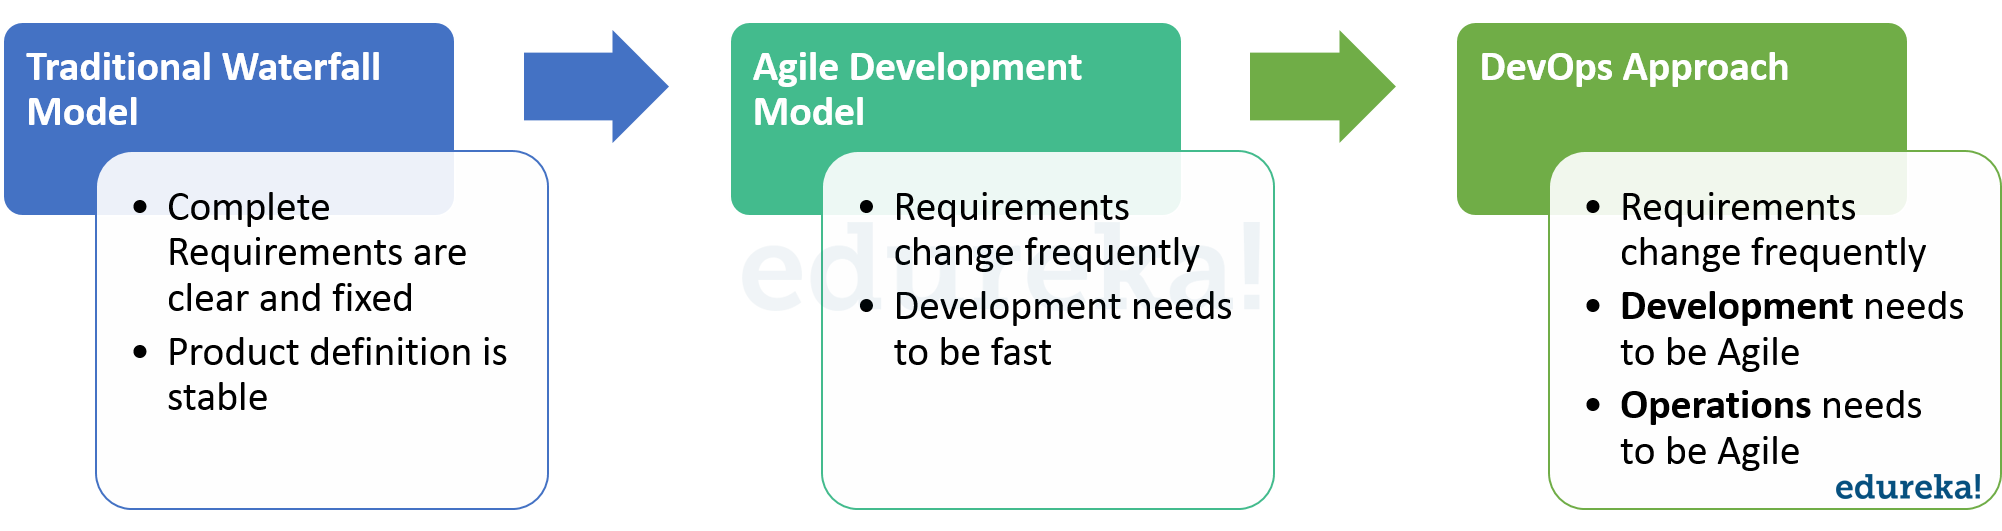 Traditional Waterfall
Model
• Complete
Requirements are
clear and fixed
• Product definition is
stable
Agile Development
Model
• Requirements
change frequently
• Development needs
to be fast
edureka!
DevOps Approach
• Requirements
change frequently
• Development needs
to be Agile
• Operations needs
to be Agile
edureka!